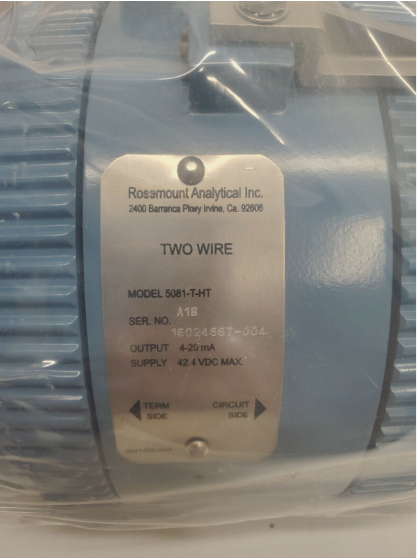 Rosemount Analytical Inc.
2400 Barranca Pkwy Irvine, Ca. 92606
TWO WIRE
MODEL 5081-T-HT
A18
SER. NO.
OUTPUT 4-20 mA
SUPPLY 42.4 VDC MAX.
TERM SIDE
CIRCUIT SIDE